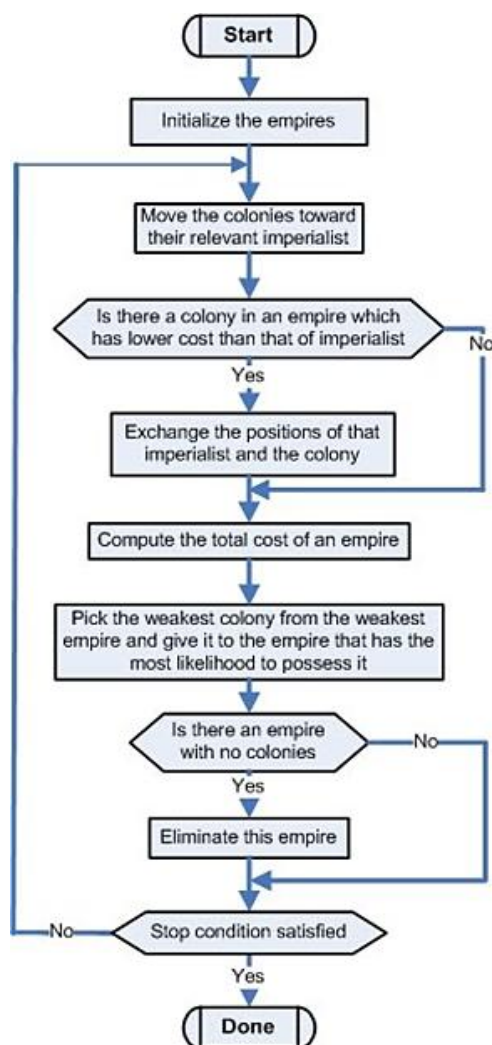 Start
Initialize the empires
Move the colonies toward
their relevant imperialist
Is there a colony in an empire which
has lower cost than that of imperialist
No
Yes
Exchange the positions of that
imperialist and the colony
Compute the total cost of an empire
Pick the weakest colony from the weakest
empire and give it to the empire that has the
most likelihood to possess it
Is there an empire
with no colonies
No
Yes
Eliminate this empire
No
Stop condition satisfied
Yes
Done